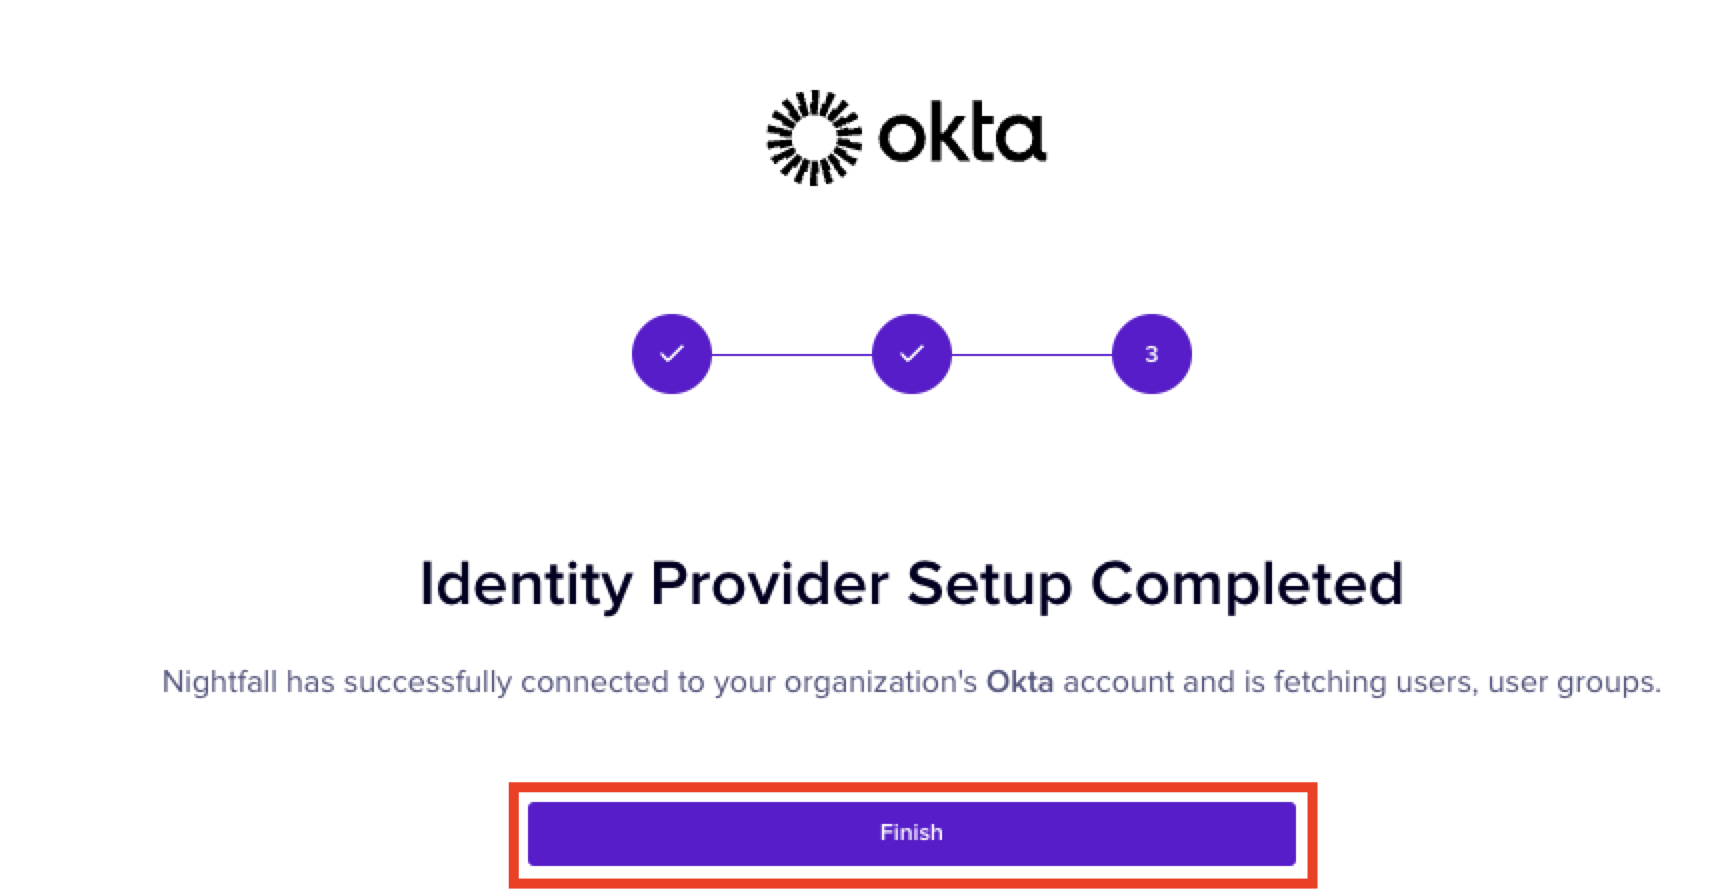 okta
3
Identity Provider Setup Completed
Nightfall has successfully connected to your organization's Okta account and is fetching users, user groups.
Finish